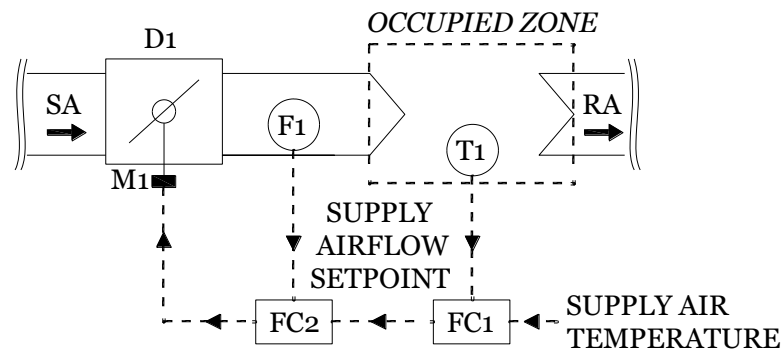 OCCUPIED ZONE
D1
SA
RA
F1
T1
M1
SUPPLY
AIRFLOW
SETPOINT
FC2
FC1
SUPPLY AIR
TEMPERATURE